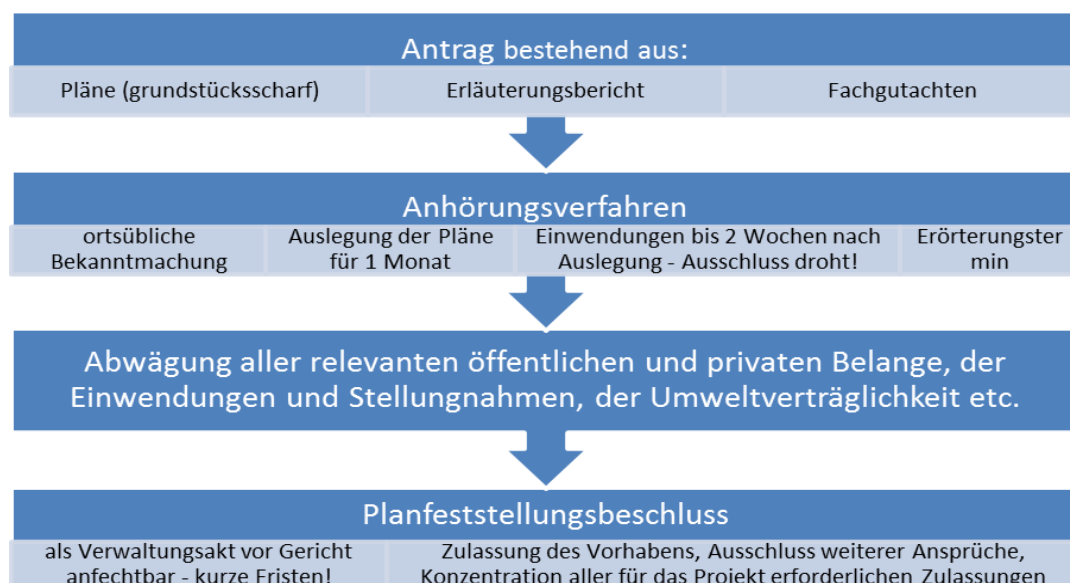 Antrag bestehend aus:
Pläne (grundstücksscharf)
Erläuterungsbericht
Fachgutachten
Anhörungsverfahren
ortsübliche
Bekanntmachung
Auslegung der Pläne
für 1 Monat
Einwendungen bis 2 Wochen nach
Auslegung - Ausschluss droht!
Erörterungster
min
Abwägung aller relevanten öffentlichen und privaten Belange, der
Einwendungen und Stellungnahmen, der Umweltverträglichkeit etc.
Planfeststellungsbeschluss
als Verwaltungsakt vor Gericht
anfechtbar - kurze Fristen!
Zulassung des Vorhabens, Ausschluss weiterer Ansprüche,
Konzentration aller für das Projekt erforderlichen Zulassungen